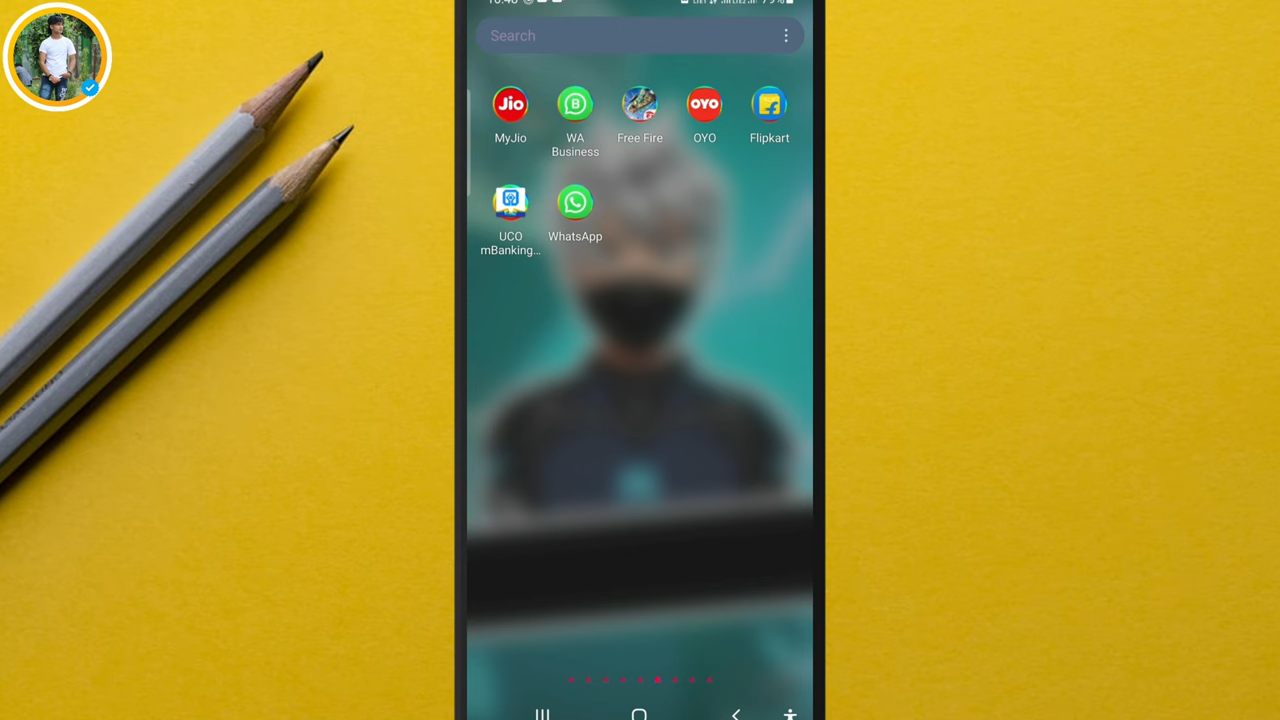 Search
Jio
B
OYO
MyJio
WA
Business
Free Fire
OYO
Flipkart
UCO
mBanking...
WhatsApp